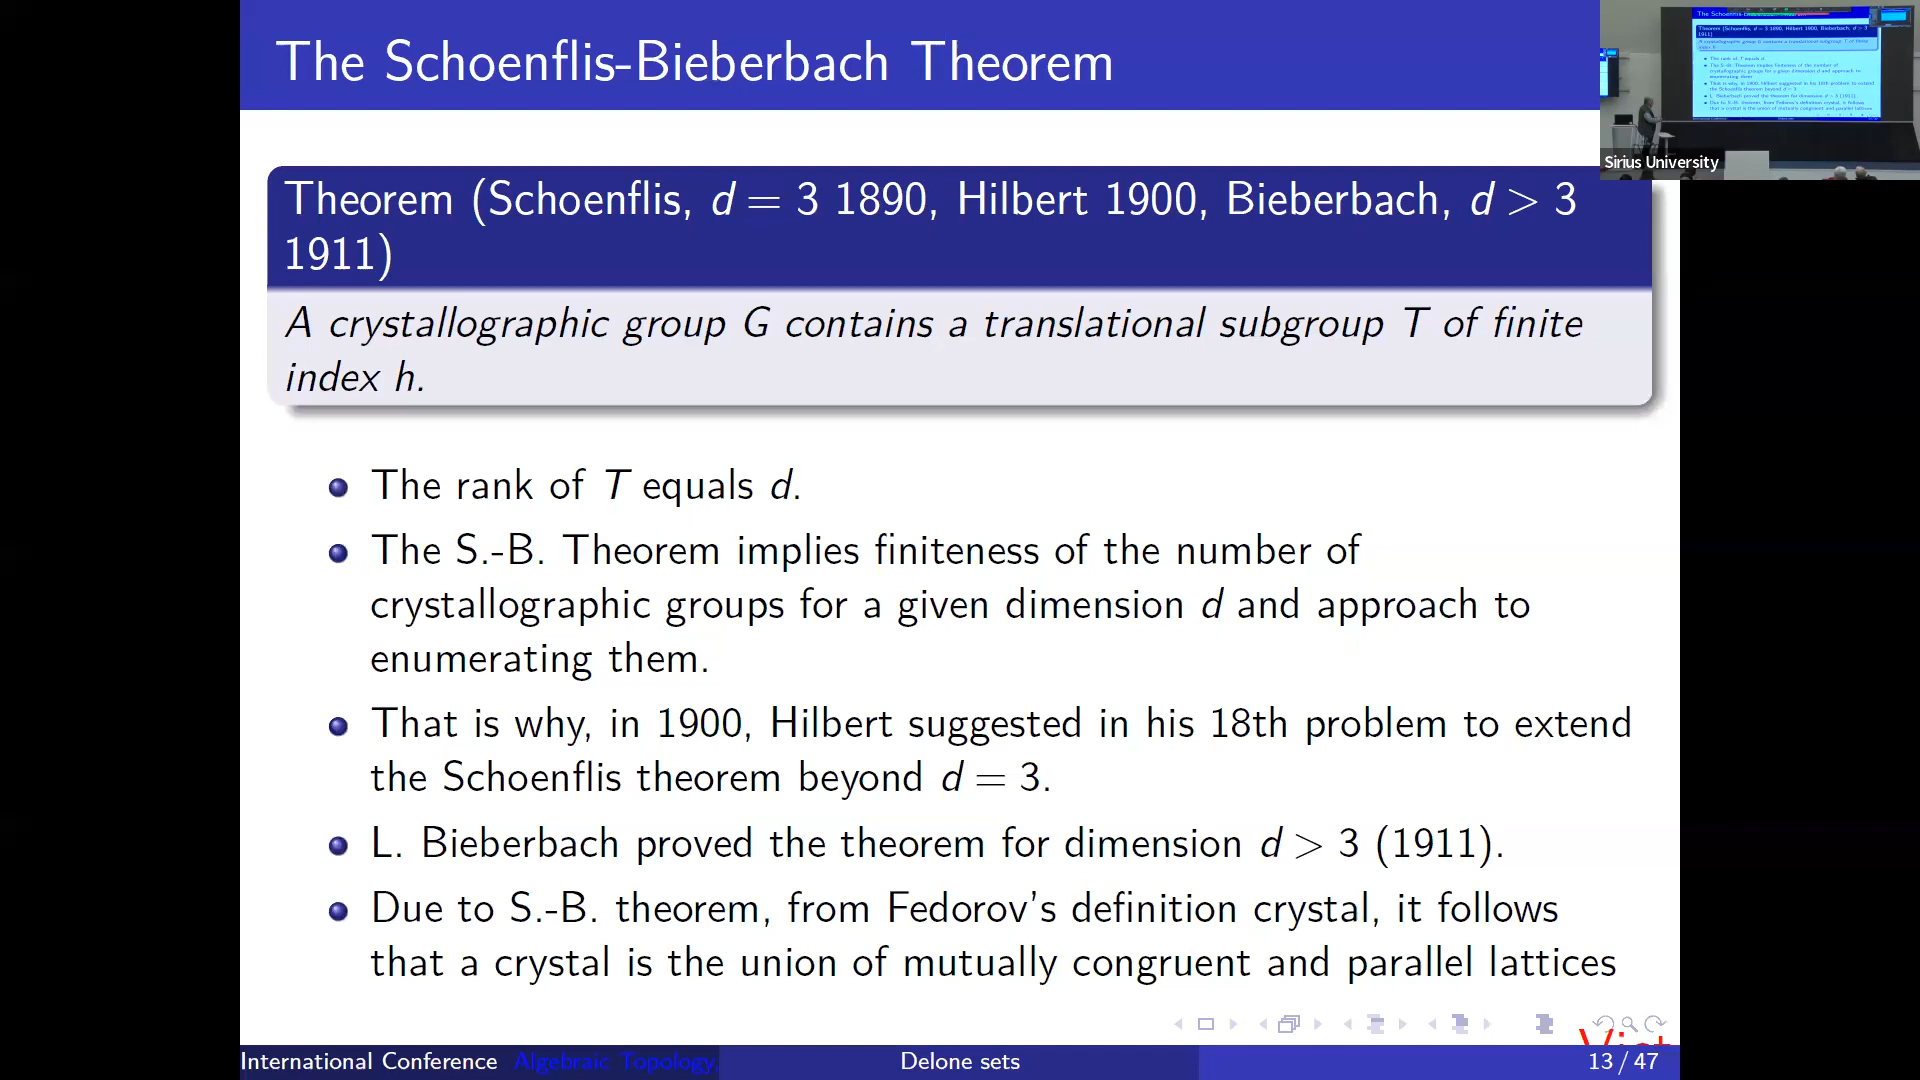 The Schoenflis-Bieberbach Theorem
Theorem (Schoenflis, d = 3 1890, Hilbert 1900, Bieberbach, d > 3
1911)
A crystallographic group G contains a translational subgroup T of finite
index h.
The rank of T equals d.
The S.-B. Theorem implies finiteness of the number of
crystallographic groups for a given dimension d and approach to
enumerating them.
That is why, in 1900, Hilbert suggested in his 18th problem to extend
the Schoenflis theorem beyond d = 3.
L. Bieberbach proved the theorem for dimension d > 3 (1911).
Due to S.-B. theorem, from Fedorov's definition crystal, it follows
that a crystal is the union of mutually congruent and parallel lattices
International Conference Algebraic Topology,
Delone sets
13 / 47
Sirius University